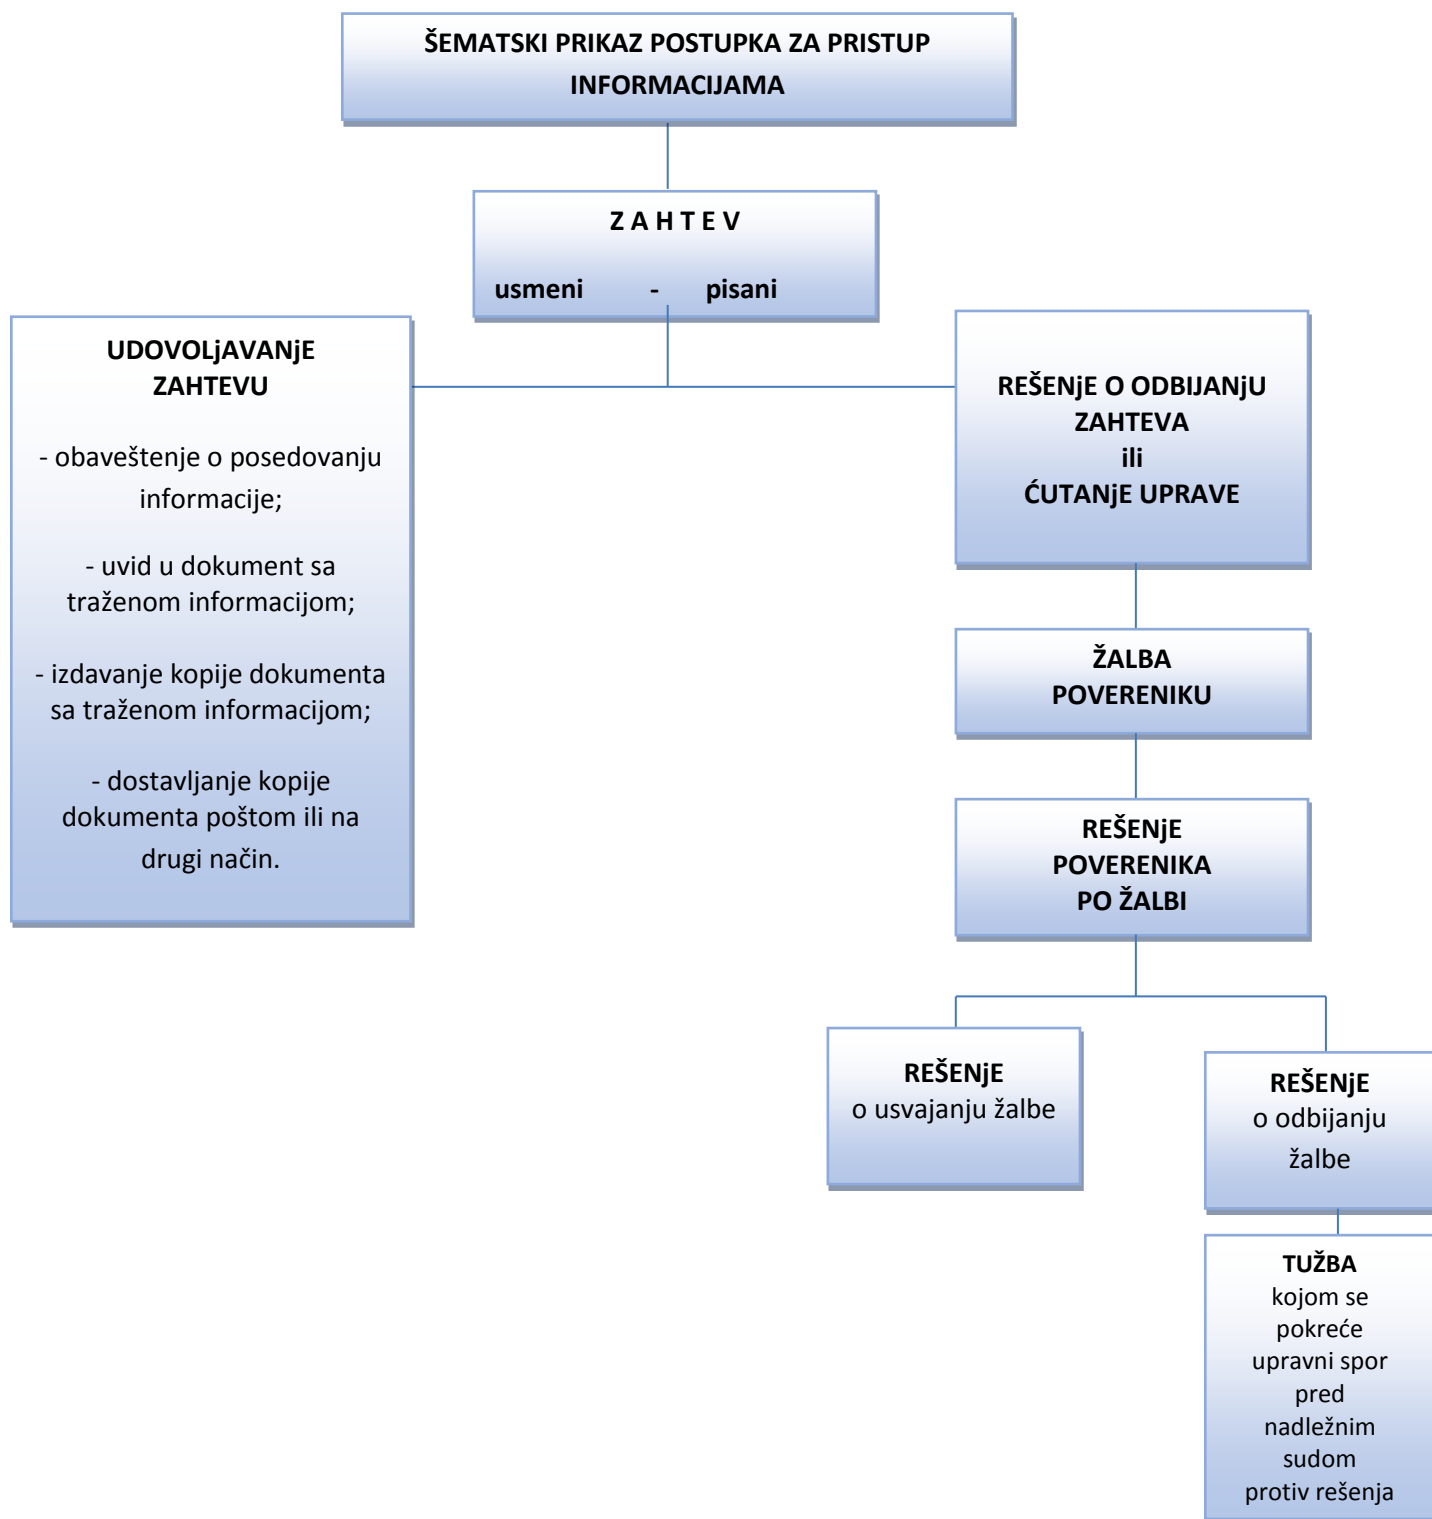 ŠEMATSKI PRIKAZ POSTUPKA ZA PRISTUP
INFORMACIJAMA
Z A H T E V
usmeni - pisani
UDOVOLjAVANjE
ZAHTEVU
- obaveštenje o posedovanju
informacije;
- uvid u dokument sa
traženom informacijom;
- izdavanje kopije dokumenta
sa traženom informacijom;
- dostavljanje kopije
dokumenta poštom ili na
drugi način.
REŠENjE O ODBIJANjU
ZAHTEVA
ili
ĆUTANjE UPRAVE
ŽALBA
POVERENIKU
REŠENjE
POVERENIKA
PO ŽALBI
REŠENjE
o usvajanju žalbe
REŠENjE
o odbijanju
žalbe
TUŽBA
kojom se
pokreće
upravni spor
pred
nadležnim
sudom
protiv rešenja